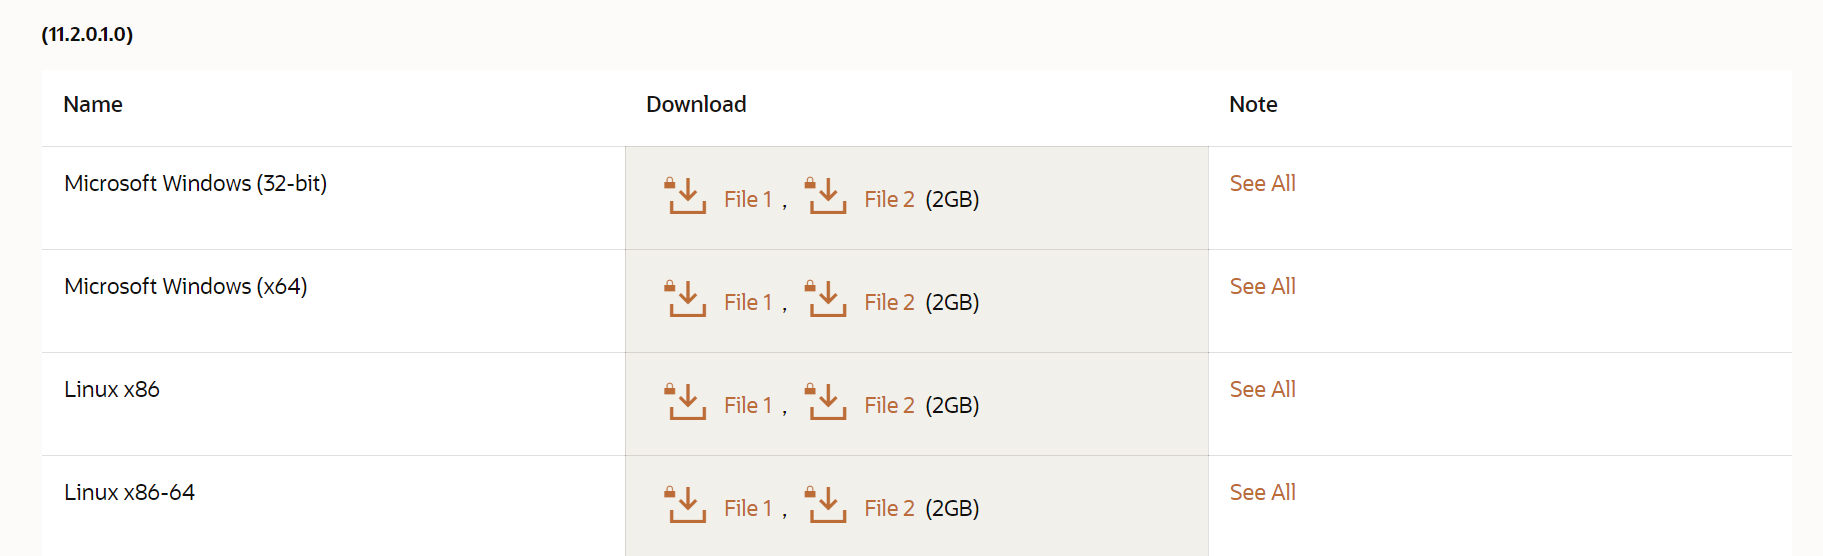 (11.2.0.1.0)
Name Download Note
Microsoft Windows (32-bit) File 1 , File 2 (2GB) See All
Microsoft Windows (x64) File 1 , File 2 (2GB) See All
Linux x86 File 1 , File 2 (2GB) See All
Linux x86-64 File 1 , File 2 (2GB) See All